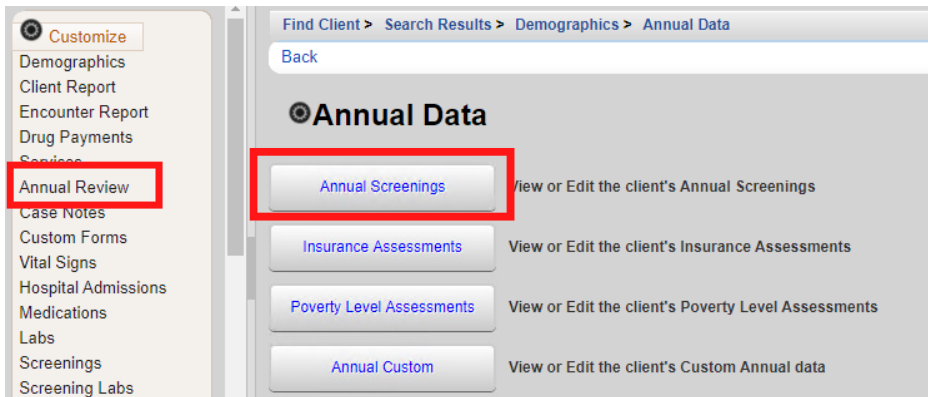 Customize
Demographics
Client Report
Encounter Report
Drug Payments
Services
Annual Review
Case Notes
Custom Forms
Vital Signs
Hospital Admissions
Medications
Labs
Screenings
Screening Labs
Find Client > Search Results > Demographics > Annual Data
Back
Annual Data
Annual Screenings View or Edit the client's Annual Screenings
Insurance Assessments View or Edit the client's Insurance Assessments
Poverty Level Assessments View or Edit the client's Poverty Level Assessments
Annual Custom View or Edit the client's Custom Annual data